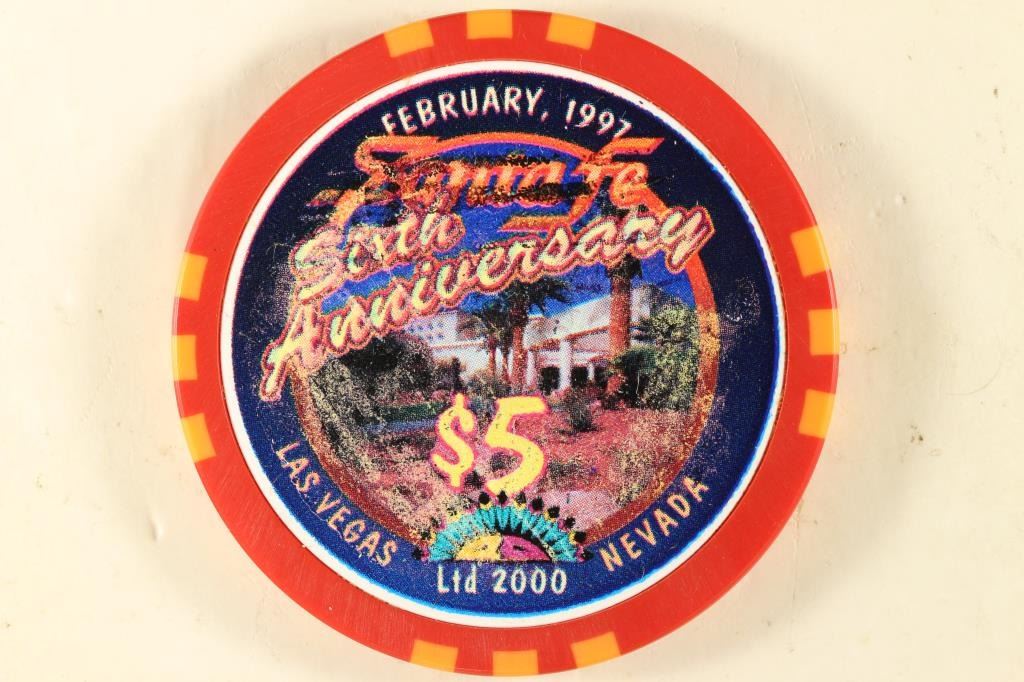 FEBRUARY, 1997
Santa Fe
Sixth
Anniversary
$5
LAS VEGAS
NEVADA
Ltd 2000